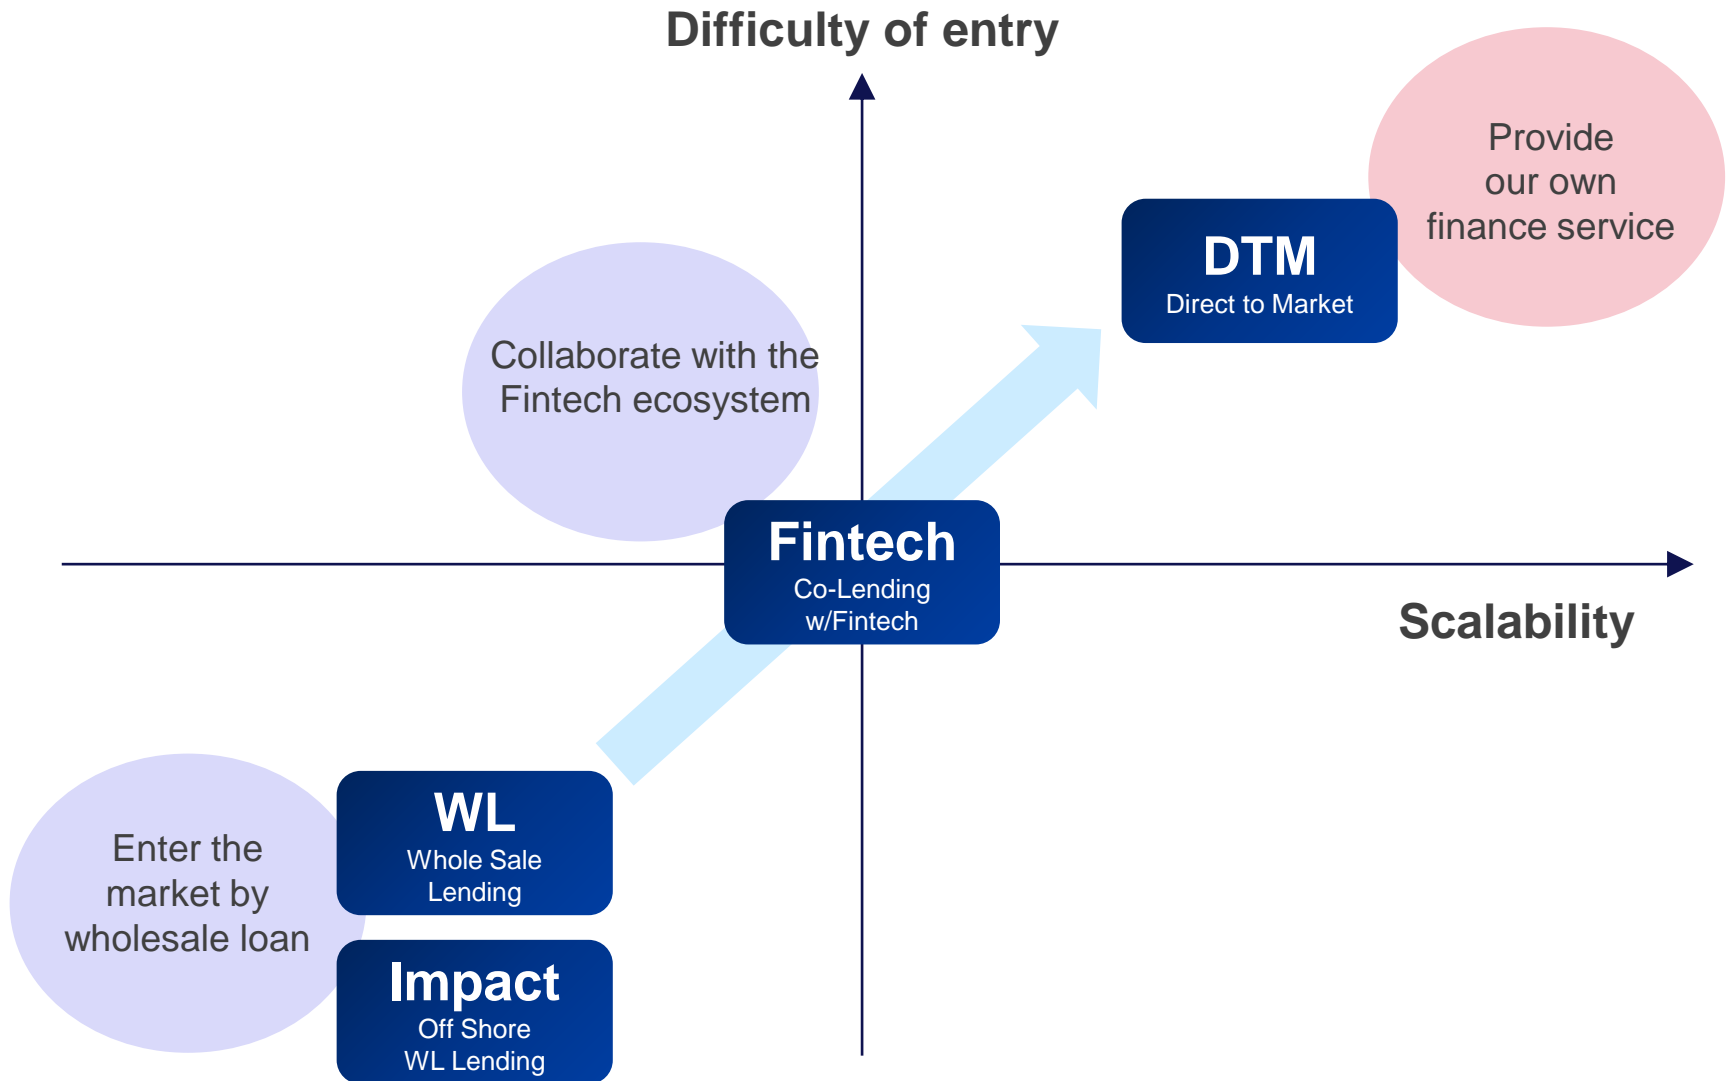 Difficulty of entry
Provide
our own
finance service
DTM
Direct to Market
Collaborate with the
Fintech ecosystem
Fintech
Co-Lending
w/Fintech
Scalability
WL
Whole Sale
Lending
Enter the
market by
wholesale loan
Impact
Off Shore
WL Lending